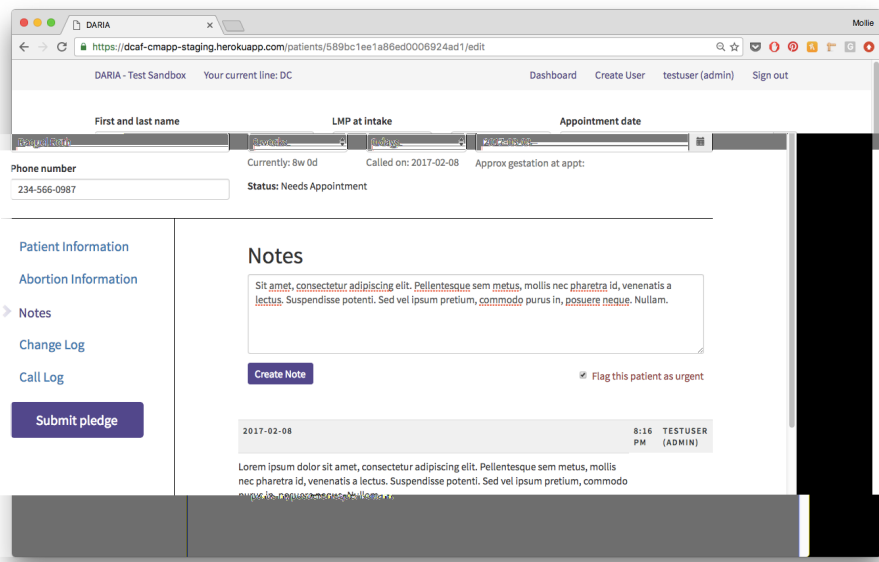 DARIA
Mollie
https://dcaf-cmapp-staging.herokuapp.com/patients/589bc1ee1a86ed0006924ad1/edit
DARIA - Test Sandbox Your current line: DC Dashboard Create User testuser (admin) Sign out
First and last name LMP at intake Appointment date
Currently: 8w 0d Called on: 2017-02-08 Approx gestation at appt:
Phone number
234-566-0987 Status: Needs Appointment
Patient Information
Abortion Information
Notes
Change Log
Call Log
Submit pledge
Notes
Sit amet, consectetur adipiscing elit. Pellentesque sem metus, mollis nec pharetra id, venenatis a
lectus. Suspendisse potenti. Sed vel ipsum pretium, commodo purus in, posuere neque. Nullam.
Create Note Flag this patient as urgent
2017-02-08 8:16 TESTUSER
PM (ADMIN)
Lorem ipsum dolor sit amet, consectetur adipiscing elit. Pellentesque sem metus, mollis
nec pharetra id, venenatis a lectus. Suspendisse potenti. Sed vel ipsum pretium, commodo